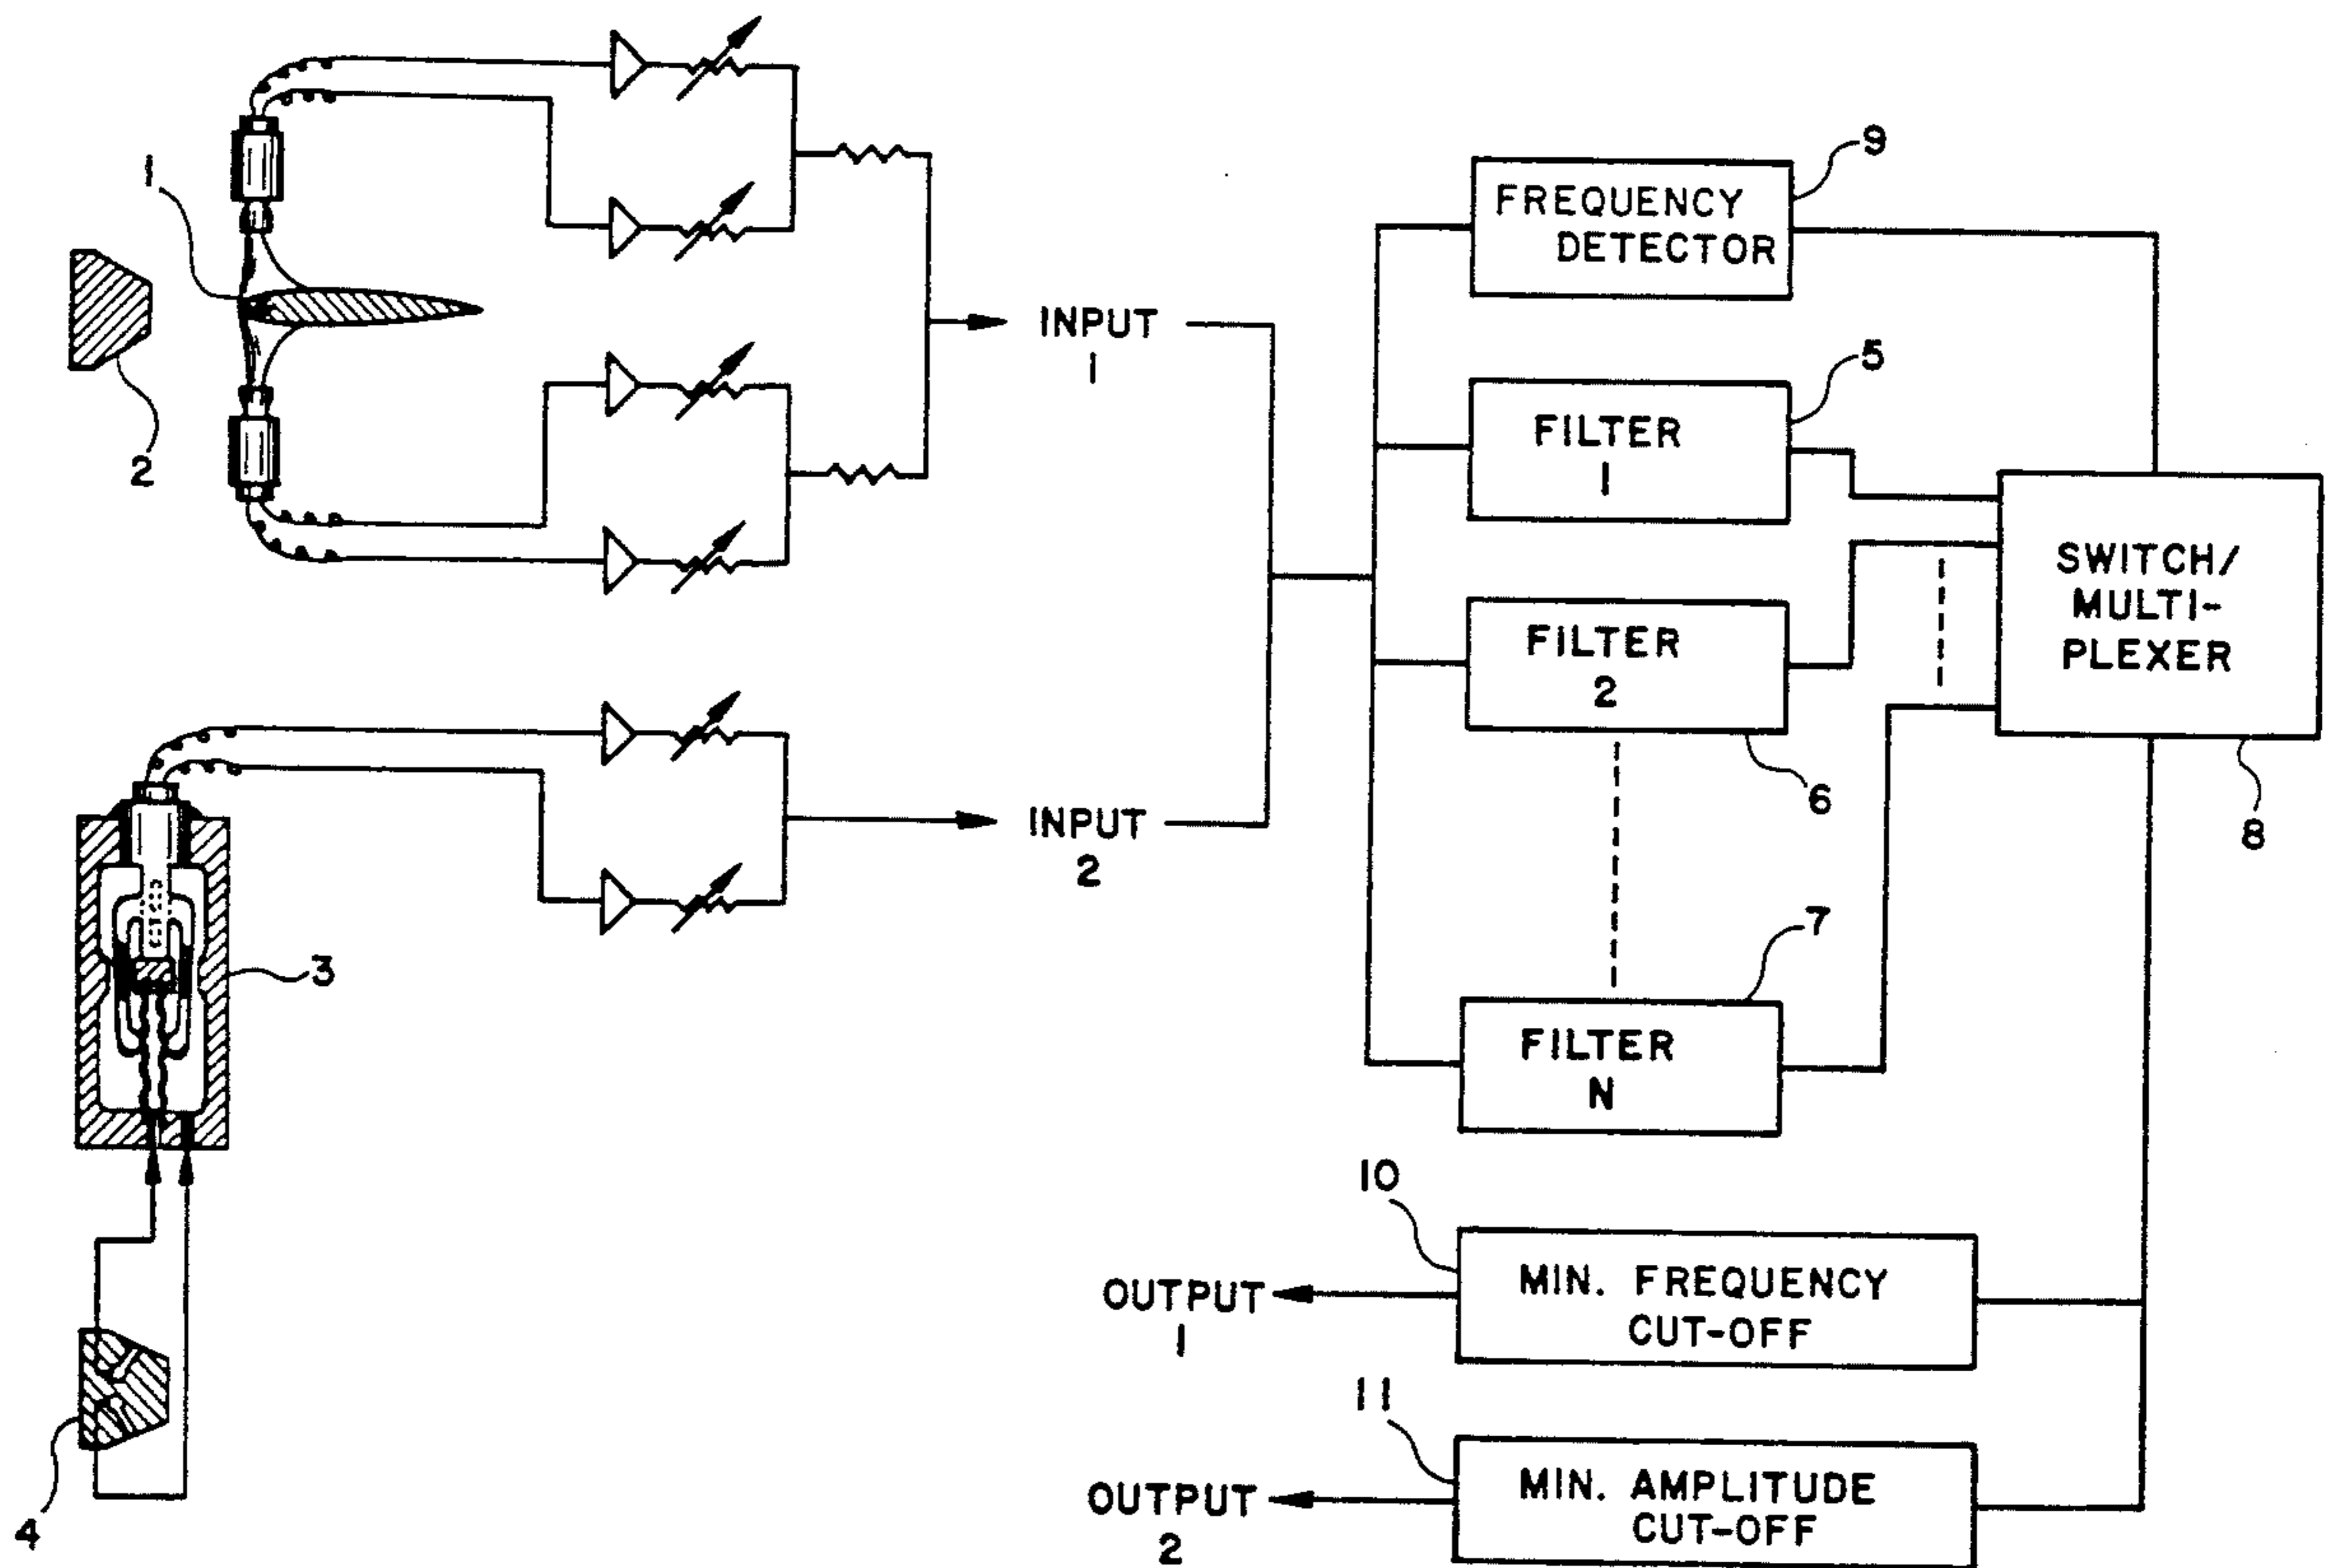 1
2
INPUT
1
3
INPUT
2
4
9
FREQUENCY
DETECTOR
5
FILTER
1
FILTER
2
6
7
FILTER
N
SWITCH/
MULTI-
PLEXER
8
10
MIN. FREQUENCY
CUT-OFF
OUTPUT
1
11
MIN. AMPLITUDE
CUT-OFF
OUTPUT
2